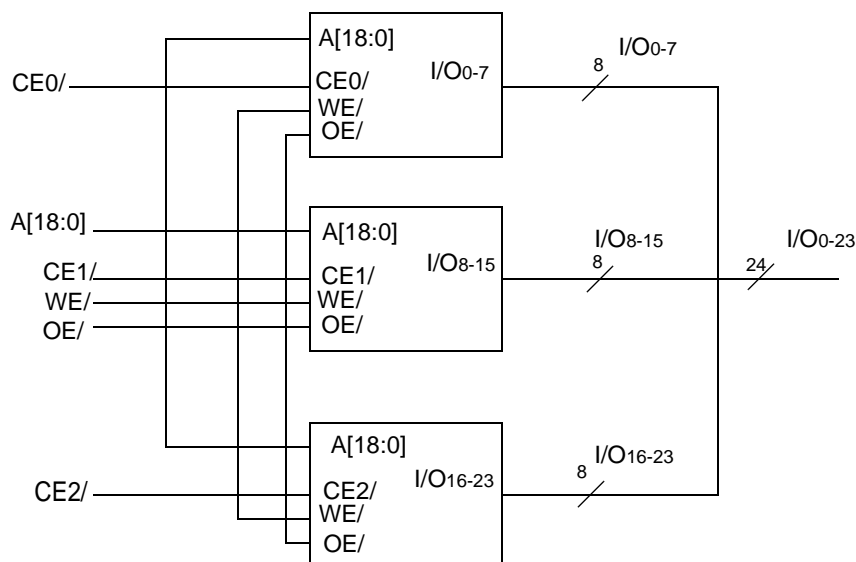 A[18:0]
I/O0-7
CE0/
CE0/
WE/
OE/
8
I/O0-7
A[18:0]
A[18:0]
I/O8-15
CE1/
CE1/
WE/
WE/
OE/
OE/
I/O8-15
8
I/O0-23
24
A[18:0]
I/O16-23
CE2/
CE2/
WE/
OE/
I/O16-23
8